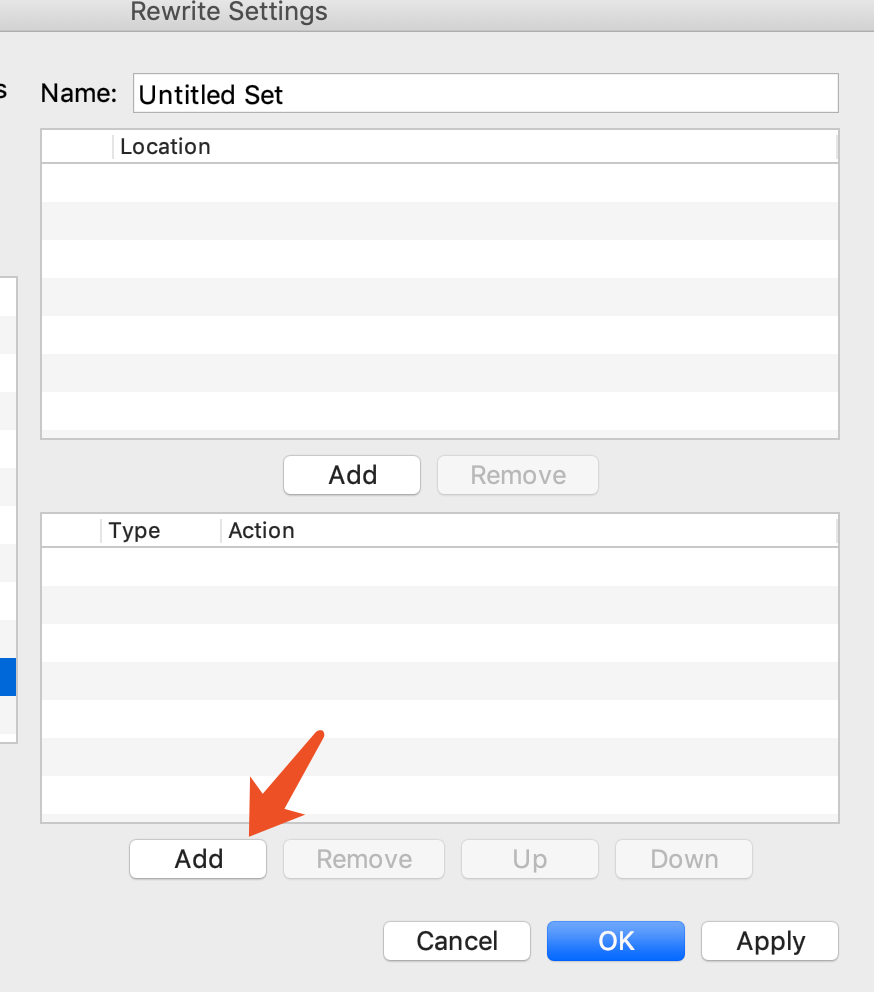 Rewrite Settings
s
Name: Untitled Set
Location
Add Remove
Type Action
Add Remove Up Down
Cancel OK Apply